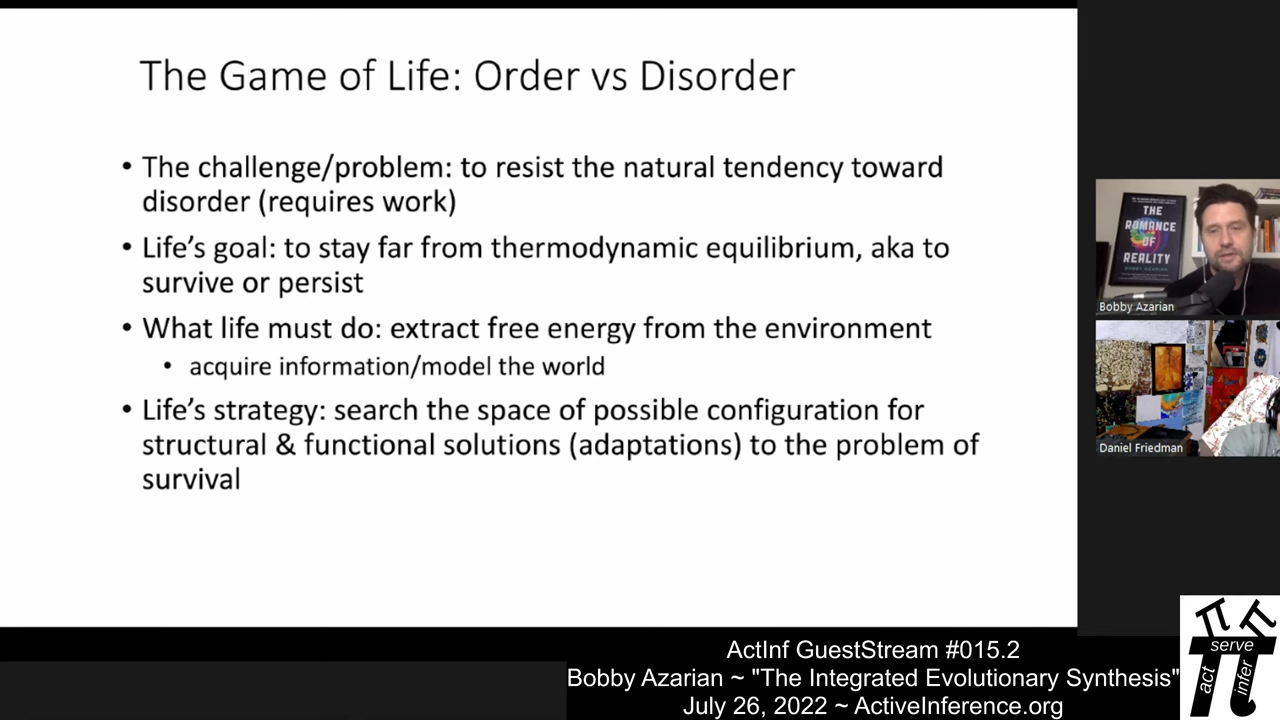 The Game of Life: Order vs Disorder
• The challenge/problem: to resist the natural tendency toward
disorder (requires work)
• Life's goal: to stay far from thermodynamic equilibrium, aka to
survive or persist
• What life must do: extract free energy from the environment
• acquire information/model the world
• Life's strategy: search the space of possible configuration for
structural & functional solutions (adaptations) to the problem of
survival
THE
ROMANCE
OF
REALITY
BOBBY AZARIAN
Bobby Azarian
Daniel Friedman
ActInf GuestStream #015.2
Bobby Azarian ~ "The Integrated Evolutionary Synthesis"
July 26, 2022 ~ ActiveInference.org
serve
act
infer